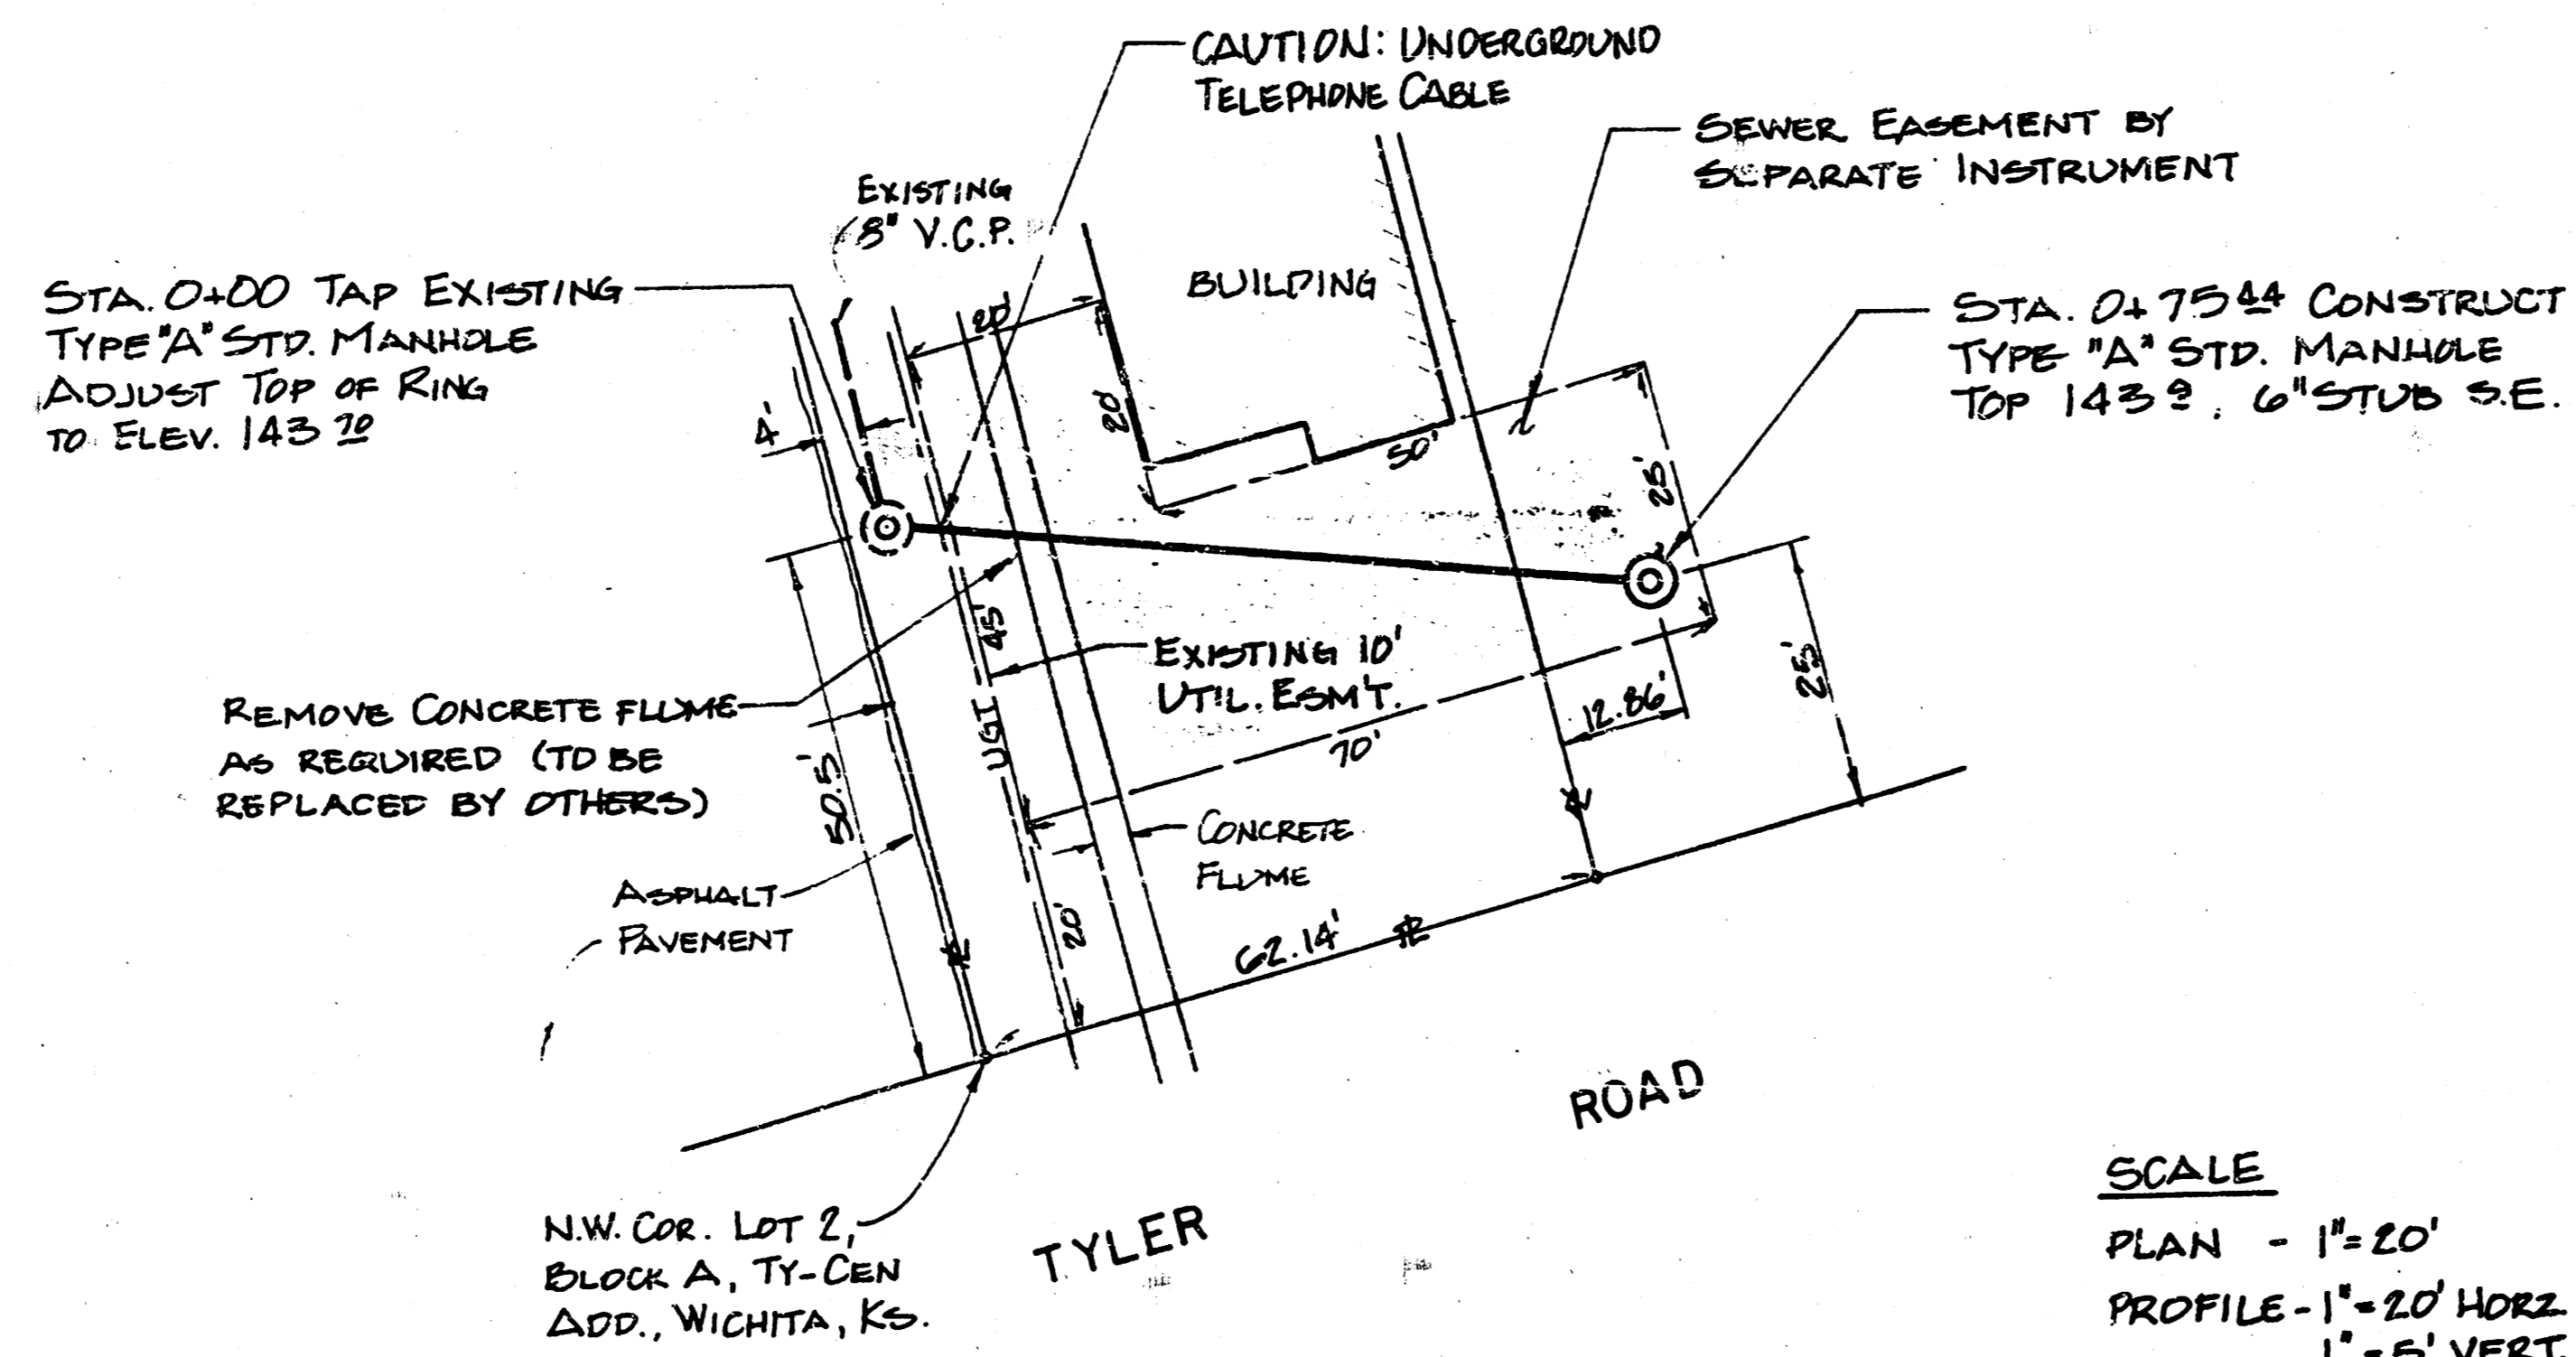 CAUTION: UNDERGROUND
TELEPHONE CABLE
SEWER EASEMENT BY
SEPARATE INSTRUMENT
EXISTING
8" V.C.P.
BUILDING
STA. 0+00 TAP EXISTING
TYPE "A" STD. MANHOLE
ADJUST TOP OF RING
TO ELEV. 143 70
STA. 0+75 44 CONSTRUCT
TYPE "A" STD. MANHOLE
TOP 143 9, 6" STUB S.E.
20'
4'
20'
50'
25'
45'
EXISTING 10'
UTIL. ESM'T.
REMOVE CONCRETE FLUME
AS REQUIRED (TO BE
REPLACED BY OTHERS)
UGT
12.86'
25'
70'
50.5'
CONCRETE
FLUME
ASPHALT
PAVEMENT
20'
62.14'
ROAD
TYLER
N.W. COR. LOT 2,
BLOCK A, TY-CEN
ADD., WICHITA, KS.
SCALE
PLAN - 1"=20'
PROFILE - 1"=20' HORZ
1"=5' VERT.